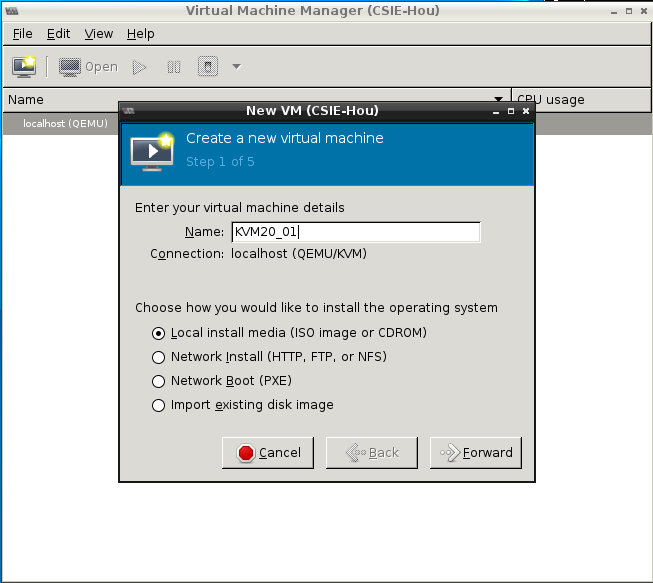 Virtual Machine Manager (CSIE-Hou)
File Edit View Help
Open
Name CPU usage
localhost (QEMU)
New VM (CSIE-Hou)
Create a new virtual machine
Step 1 of 5
Enter your virtual machine details
Name: KVM20_01
Connection: localhost (QEMU/KVM)
Choose how you would like to install the operating system
Local install media (ISO image or CDROM)
Network Install (HTTP, FTP, or NFS)
Network Boot (PXE)
Import existing disk image
Cancel Back Forward